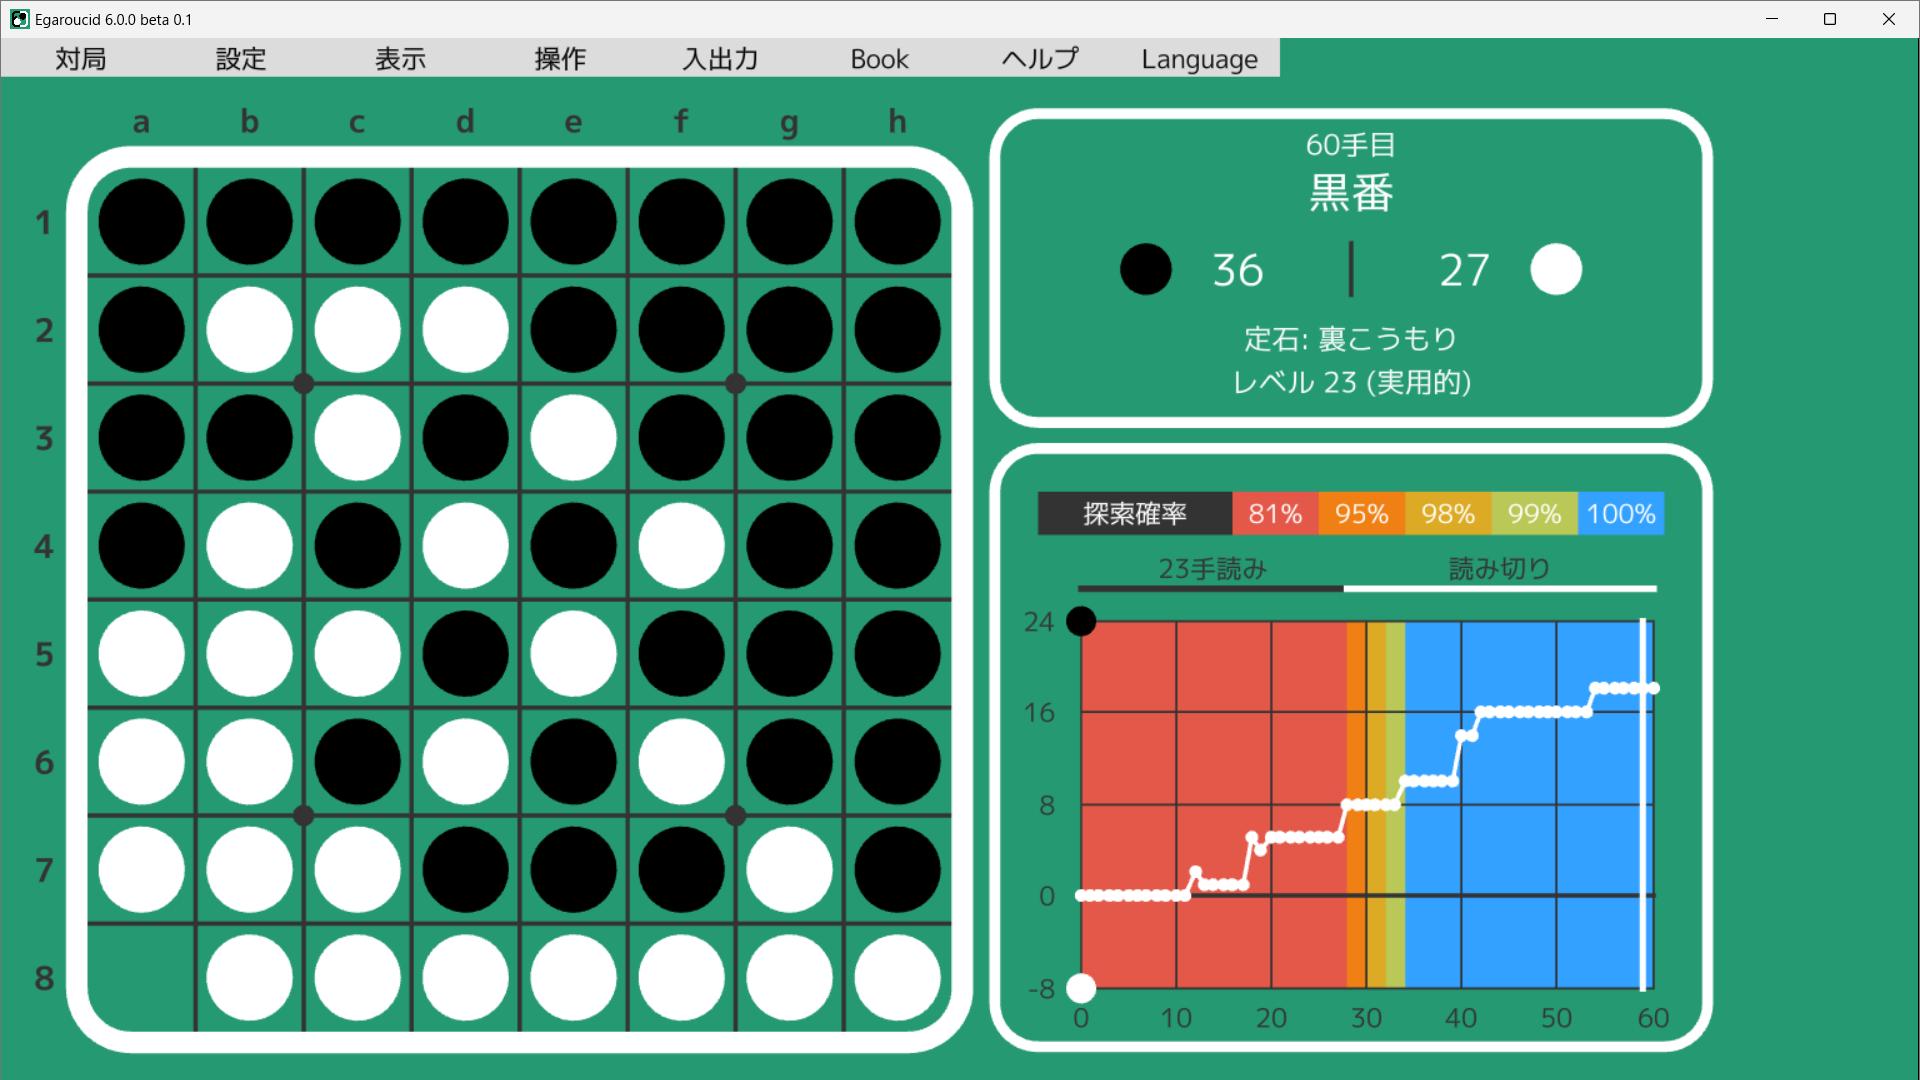 Egaroucid 6.0.0 beta 0.1
対局 設定 表示 操作 入出力 Book ヘルプ Language
a b c d e f g h
1
2
3
4
5
6
7
8
60手目
黒番
36 27
定石: 裏こうもり
レベル 23 (実用的)
探索確率 81% 95% 98% 99% 100%
23手読み 読み切り
24
16
8
0
-8
0 10 20 30 40 50 60